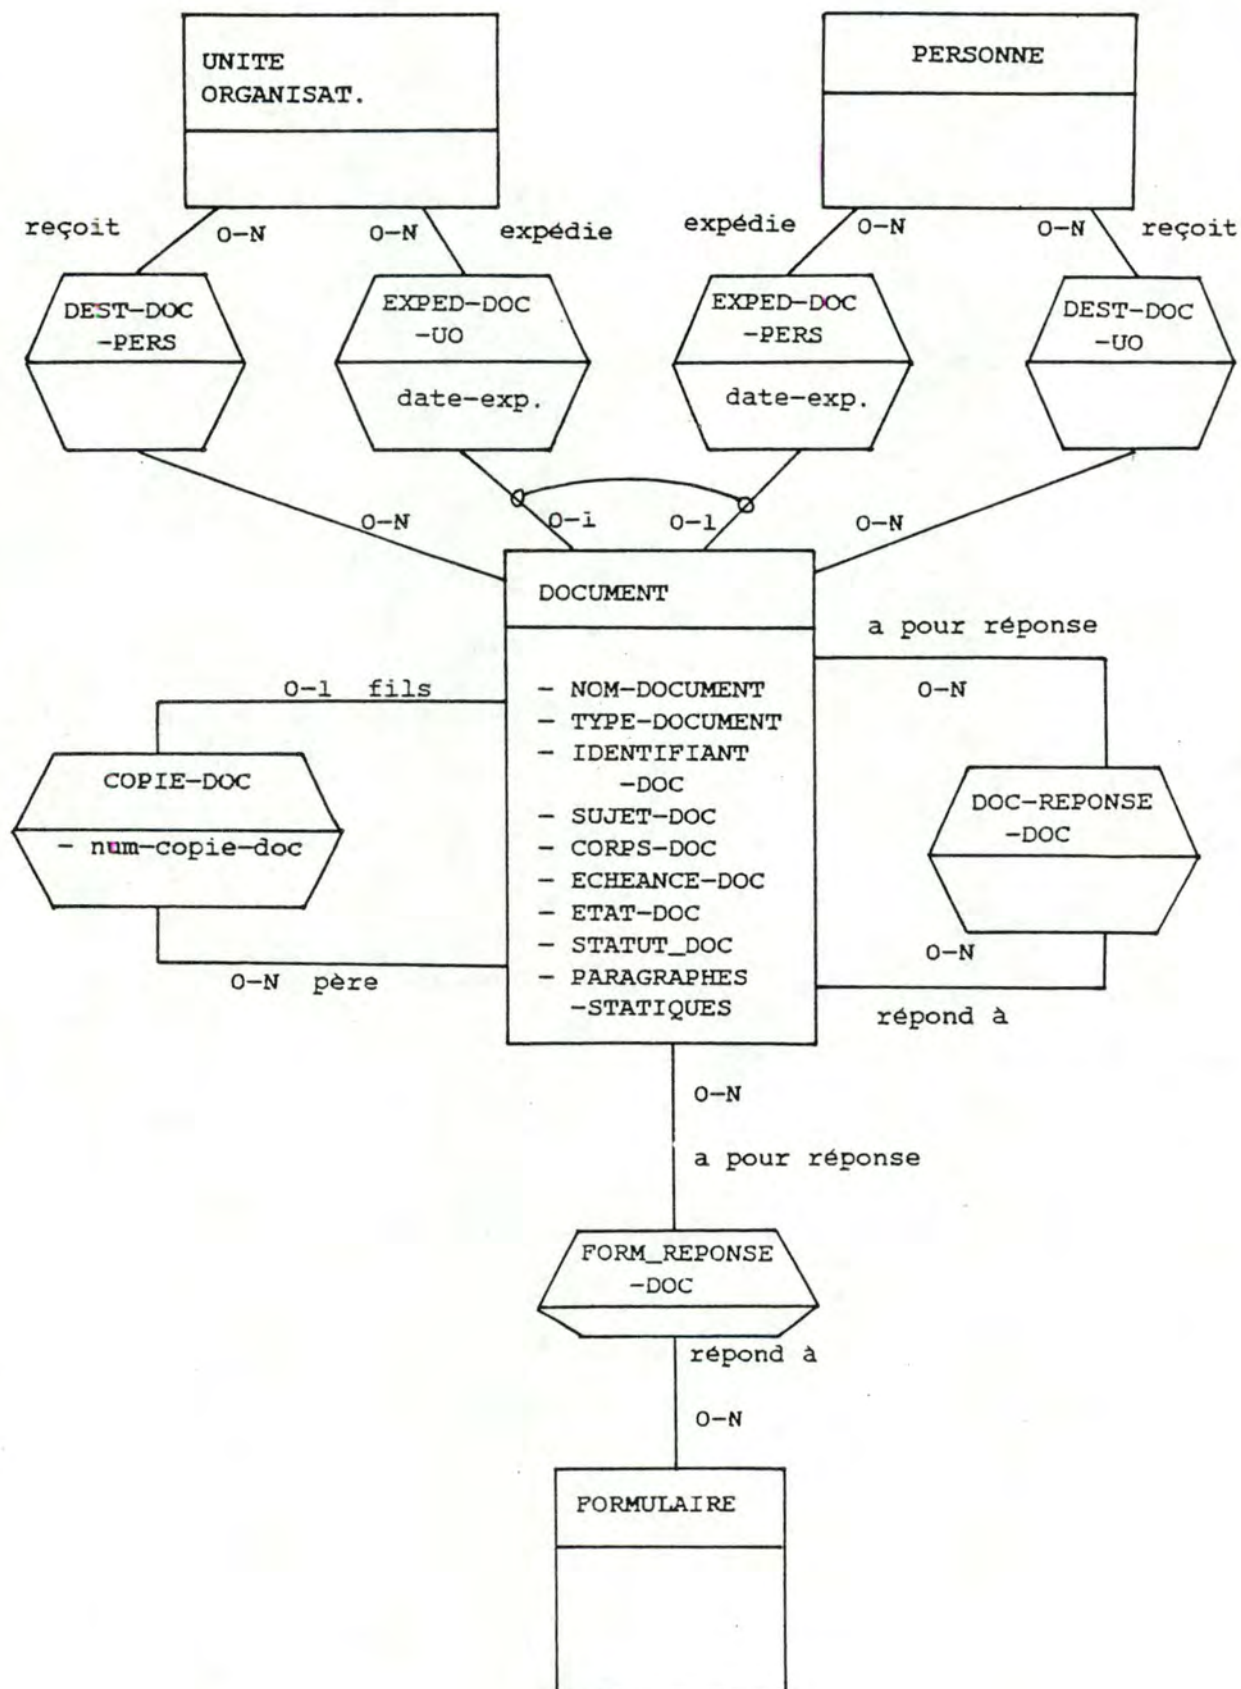 UNITE
ORGANISAT.
PERSONNE
reçoit
0-N
0-N
expédie
expédie
0-N
0-N
reçoit
DEST-DOC
-PERS
EXPED-DOC
-UO
date-exp.
EXPED-DOC
-PERS
date-exp.
DEST-DOC
-UO
0-N
0-1
0-1
0-N
DOCUMENT
- NOM-DOCUMENT
- TYPE-DOCUMENT
- IDENTIFIANT
-DOC
- SUJET-DOC
- CORPS-DOC
- ECHEANCE-DOC
- ETAT-DOC
- STATUT_DOC
- PARAGRAPHES
-STATIQUES
0-1 fils
COPIE-DOC
- num-copie-doc
0-N père
a pour réponse
0-N
DOC-REPONSE
-DOC
0-N
répond à
0-N
a pour réponse
FORM_REPONSE
-DOC
répond à
0-N
FORMULAIRE